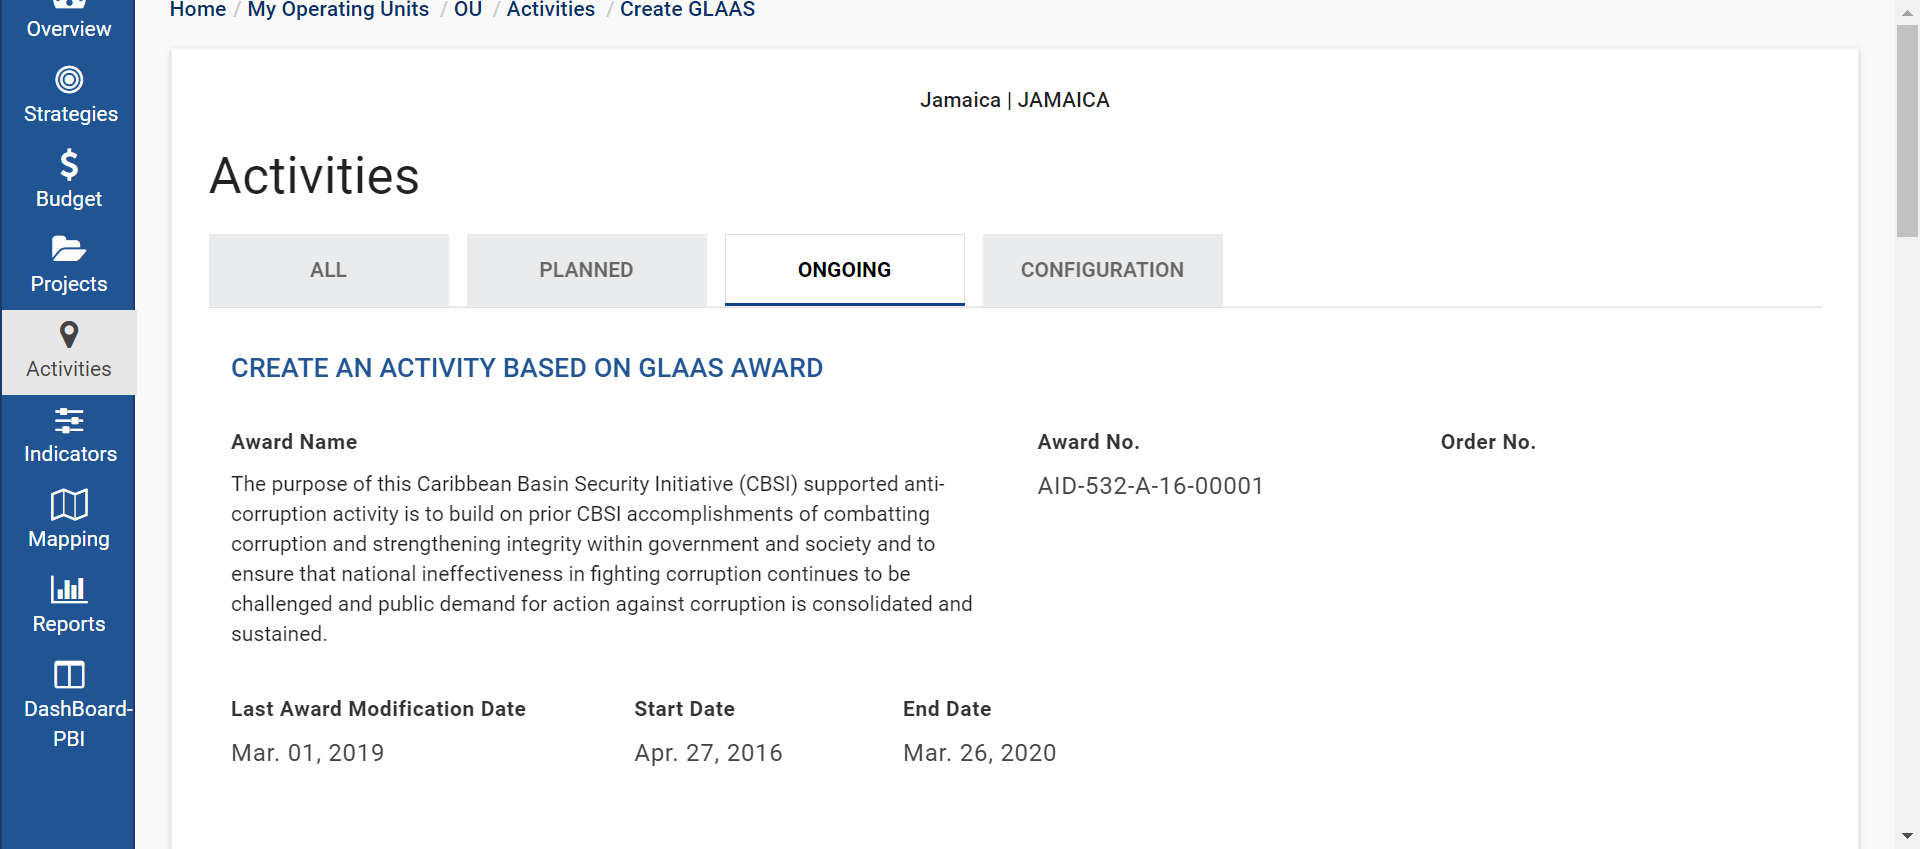 Home / My Operating Units / OU / Activities / Create GLAAS
Overview
Strategies
Budget
Projects
Activities
Indicators
Mapping
Reports
DashBoard-
PBI
Jamaica | JAMAICA
Activities
ALL PLANNED ONGOING CONFIGURATION
CREATE AN ACTIVITY BASED ON GLAAS AWARD
Award Name
The purpose of this Caribbean Basin Security Initiative (CBSI) supported anti-
corruption activity is to build on prior CBSI accomplishments of combatting
corruption and strengthening integrity within government and society and to
ensure that national ineffectiveness in fighting corruption continues to be
challenged and public demand for action against corruption is consolidated and
sustained.
Award No.
AID-532-A-16-00001
Order No.
Last Award Modification Date
Mar. 01, 2019
Start Date
Apr. 27, 2016
End Date
Mar. 26, 2020